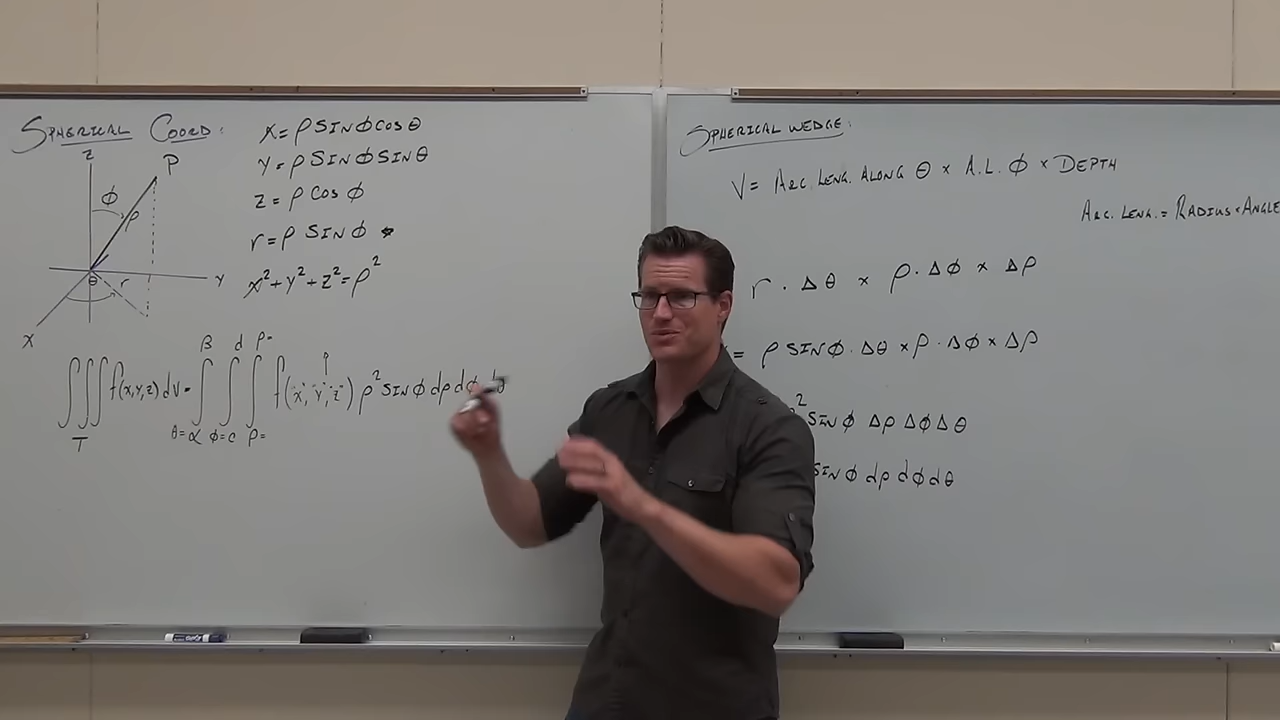 SPHERICAL COORD:
Z
P
φ
ρ
θ
r
Y
X
x = ρ SIN φ COS θ
y = ρ SIN φ SIN θ
z = ρ COS φ
r = ρ SIN φ
x² + y² + z² = ρ²
β d ρ=
∭ f(x,y,z) dV = ∫ ∫ ∫ f(x, y, z) ρ² SIN φ dρ dφ dθ
T θ=α φ=c ρ=
SPHERICAL WEDGE:
V = ARC. LENG. ALONG θ × A.L. φ × DEPTH
ARC. LENG. = RADIUS × ANGLE
r · Δθ × ρ · Δφ × Δρ
= ρ SIN φ · Δθ × ρ · Δφ × Δρ
ρ² SIN φ Δρ Δφ Δθ
SIN φ dρ dφ dθ